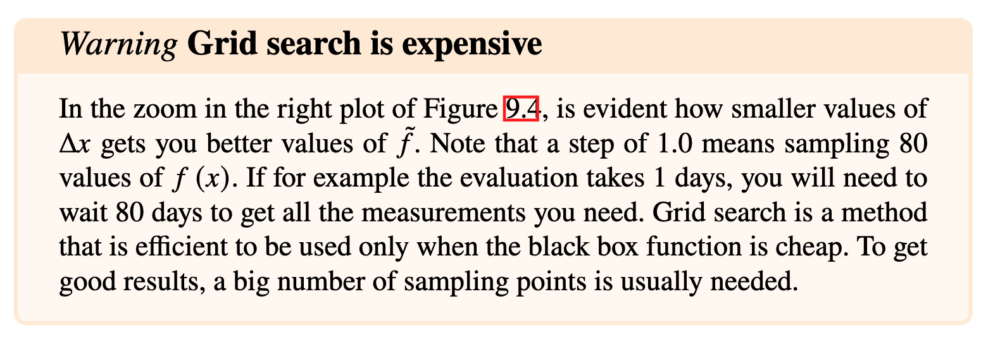 Warning Grid search is expensive
In the zoom in the right plot of Figure 9.4, is evident how smaller values of
Δx gets you better values of f̃. Note that a step of 1.0 means sampling 80
values of f (x). If for example the evaluation takes 1 days, you will need to
wait 80 days to get all the measurements you need. Grid search is a method
that is efficient to be used only when the black box function is cheap. To get
good results, a big number of sampling points is usually needed.